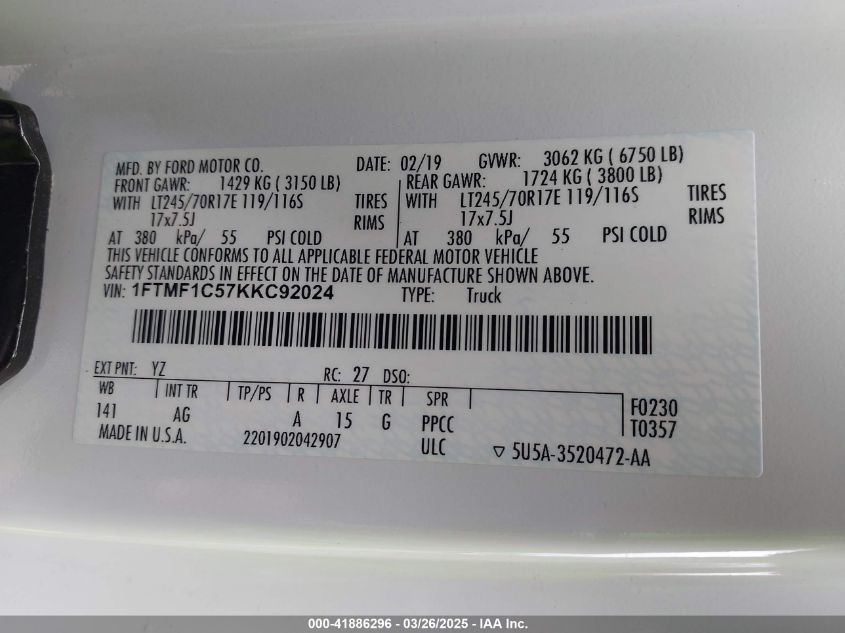 MFD. BY FORD MOTOR CO. DATE: 02/19 GVWR: 3062 KG ( 6750 LB)
FRONT GAWR: 1429 KG ( 3150 LB) REAR GAWR: 1724 KG ( 3800 LB)
WITH LT245/70R17E 119/116S TIRES WITH LT245/70R17E 119/116S TIRES
17x7.5J RIMS 17x7.5J RIMS
AT 380 kPa/ 55 PSI COLD AT 380 kPa/ 55 PSI COLD
THIS VEHICLE CONFORMS TO ALL APPLICABLE FEDERAL MOTOR VEHICLE
SAFETY STANDARDS IN EFFECT ON THE DATE OF MANUFACTURE SHOWN ABOVE.
VIN: 1FTMF1C57KKC92024 TYPE: Truck
EXT PNT: YZ RC: 27 DSO:
WB INT TR TP/PS R AXLE TR SPR
141 AG A 15 G PPCC F0230
T0357
MADE IN U.S.A. 2201902042907 ULC ▽ 5U5A-3520472-AA
000-41886296 - 03/26/2025 - IAA Inc.